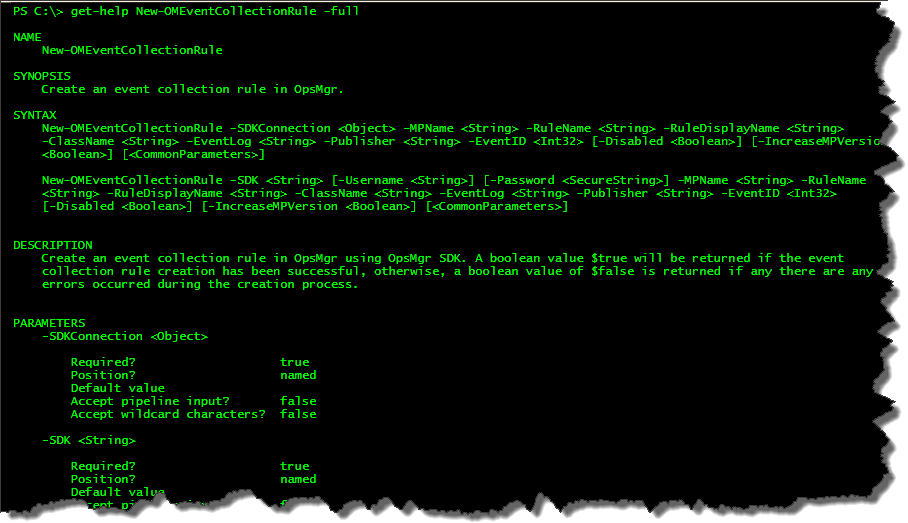 PS C:\> get-help New-OMEventCollectionRule -full
NAME
New-OMEventCollectionRule
SYNOPSIS
Create an event collection rule in OpsMgr.
SYNTAX
New-OMEventCollectionRule -SDKConnection <Object> -MPName <String> -RuleName <String> -RuleDisplayName <String>
-ClassName <String> -EventLog <String> -Publisher <String> -EventID <Int32> [-Disabled <Boolean>] [-IncreaseMPVersio
<Boolean>] [<CommonParameters>]
New-OMEventCollectionRule -SDK <String> [-Username <String>] [-Password <SecureString>] -MPName <String> -RuleName
<String> -RuleDisplayName <String> -ClassName <String> -EventLog <String> -Publisher <String> -EventID <Int32>
[-Disabled <Boolean>] [-IncreaseMPVersion <Boolean>] [<CommonParameters>]
DESCRIPTION
Create an event collection rule in OpsMgr using OpsMgr SDK. A boolean value $true will be returned if the event
collection rule creation has been successful, otherwise, a boolean value of $false is returned if any there are any
errors occurred during the creation process.
PARAMETERS
-SDKConnection <Object>
Required? true
Position? named
Default value
Accept pipeline input? false
Accept wildcard characters? false
-SDK <String>
Required? true
Position? named
Default value